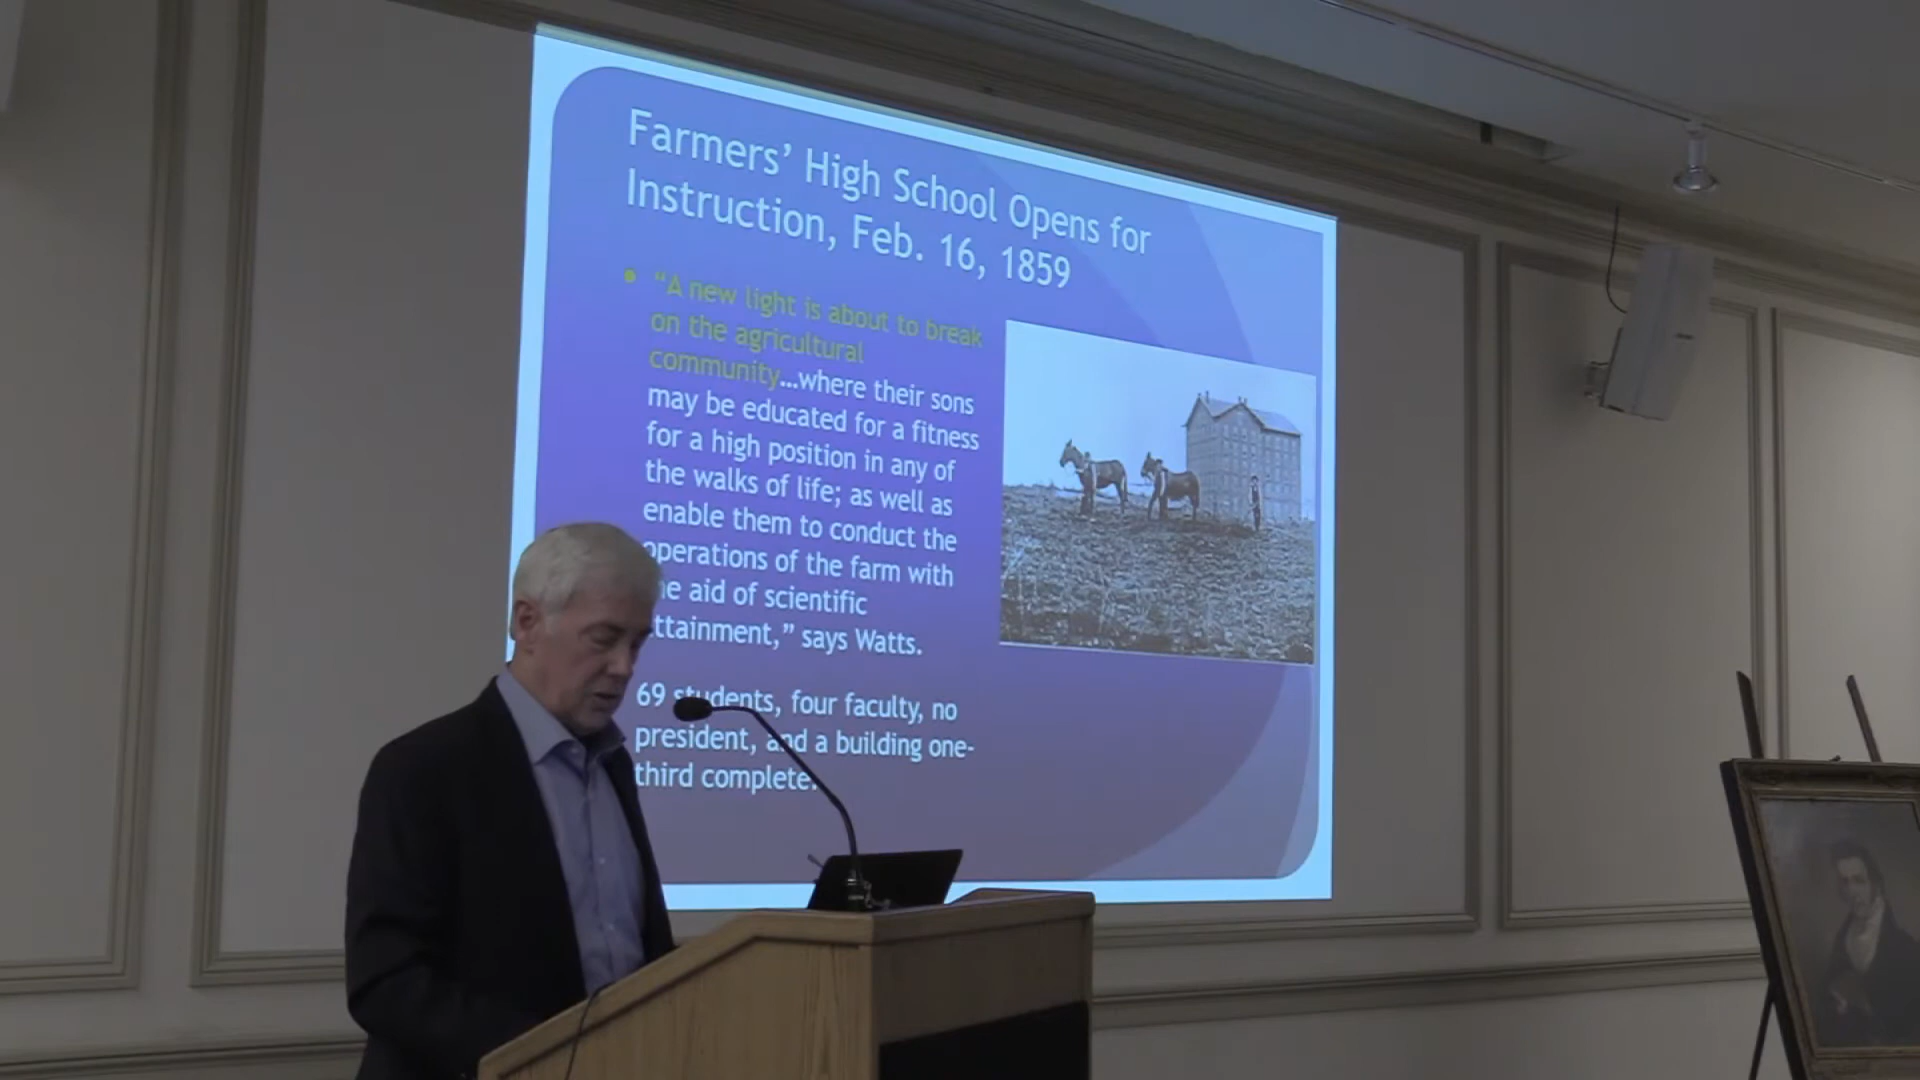 Farmers’ High School Opens for
Instruction, Feb. 16, 1859
• “A new light is about to break
on the agricultural
community…where their sons
may be educated for a fitness
for a high position in any of
the walks of life; as well as
enable them to conduct the
operations of the farm with
he aid of scientific
ttainment,” says Watts.
69 students, four faculty, no
president, and a building one-
third complete.